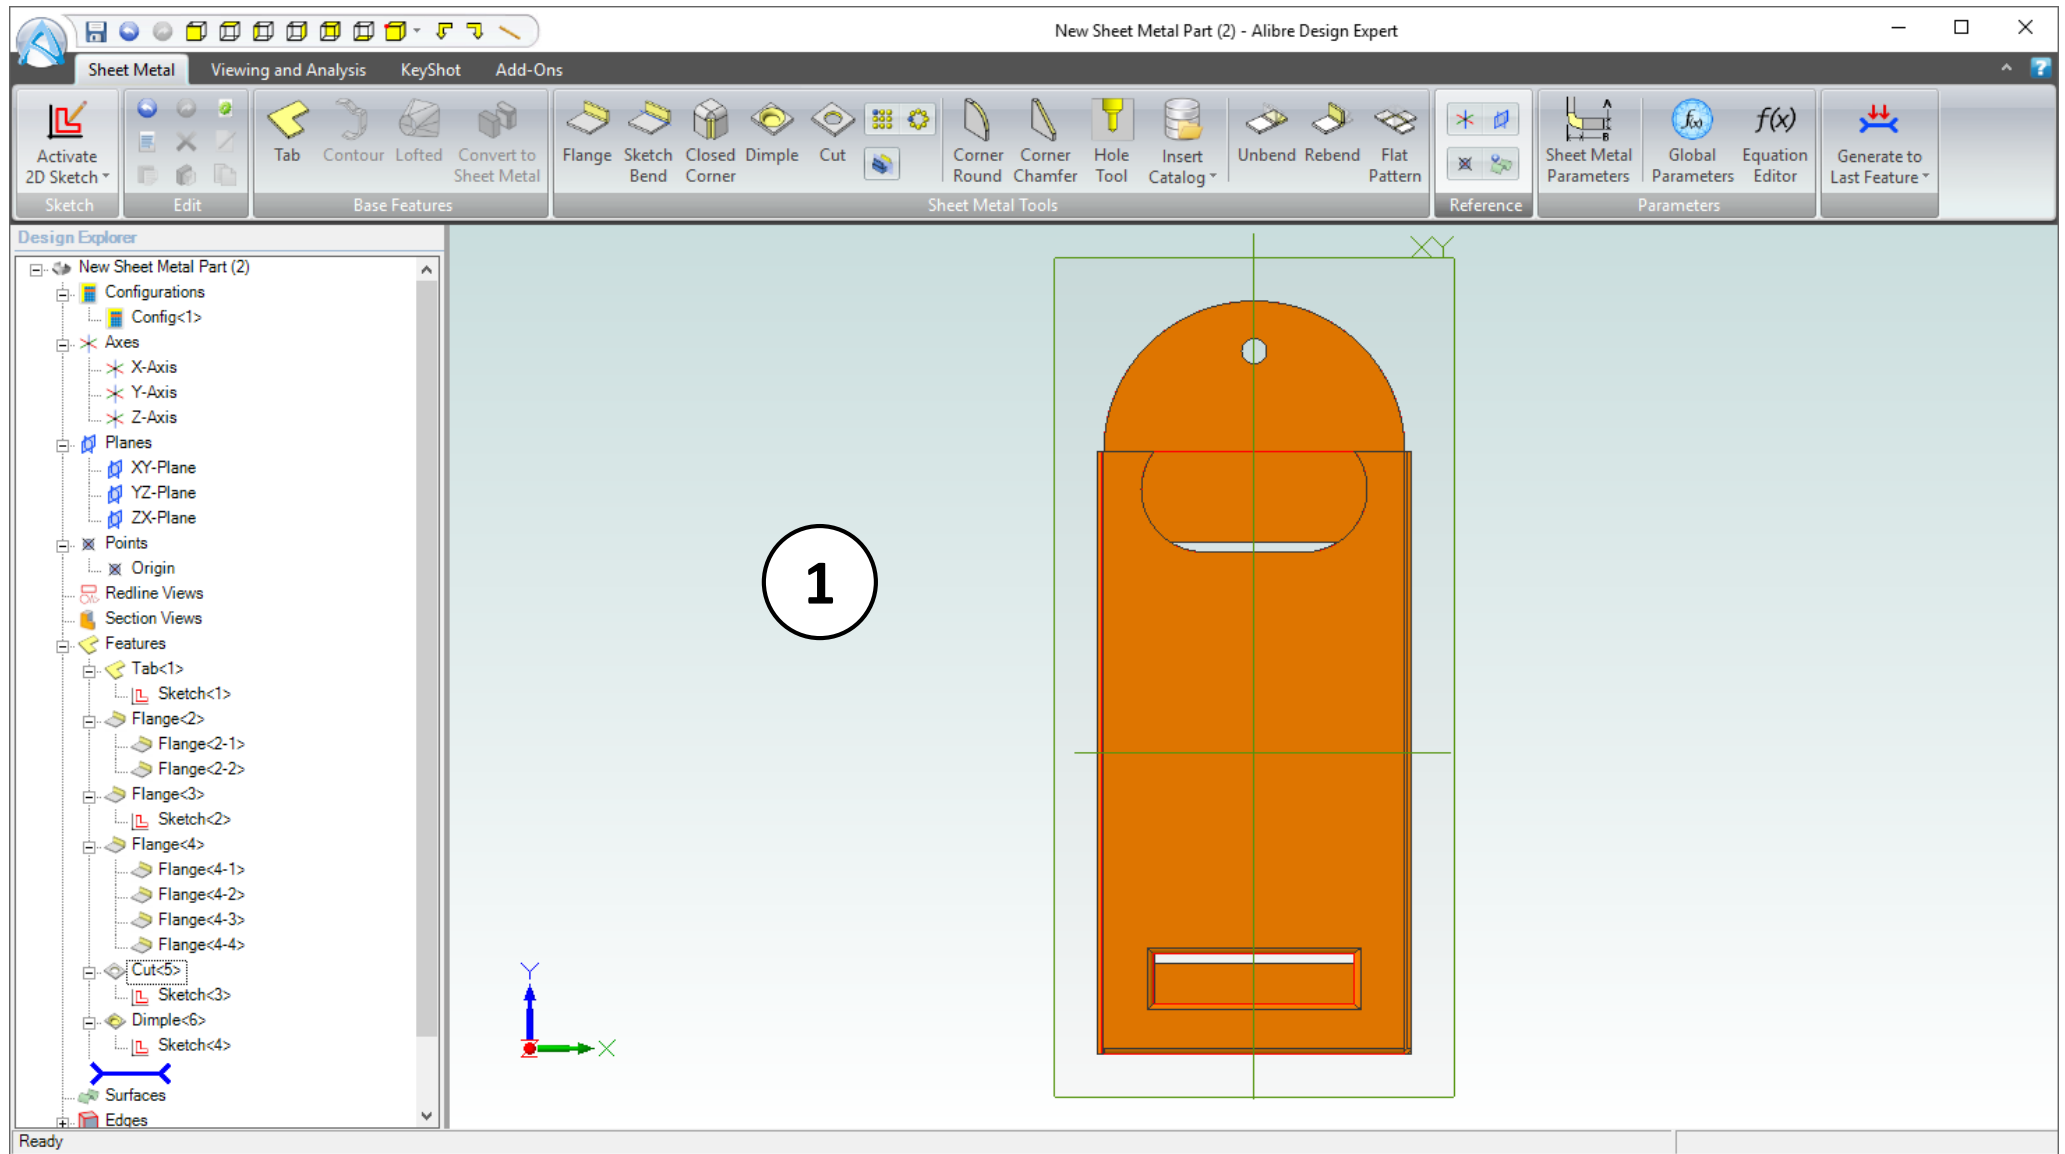 New Sheet Metal Part (2) - Alibre Design Expert
Sheet Metal
Viewing and Analysis
KeyShot
Add-Ons
?
Activate
2D Sketch
Sketch
Edit
Tab
Contour
Lofted
Convert to
Sheet Metal
Base Features
Flange
Sketch
Bend
Closed
Corner
Dimple
Cut
Corner
Round
Corner
Chamfer
Hole
Tool
Insert
Catalog
Unbend
Rebend
Flat
Pattern
Sheet Metal Tools
Reference
A
B
Sheet Metal
Parameters
f(x)
Global
Parameters
f(x)
Equation
Editor
Parameters
Generate to
Last Feature
Design Explorer
New Sheet Metal Part (2)
Configurations
Config<1>
Axes
X-Axis
Y-Axis
Z-Axis
Planes
XY-Plane
YZ-Plane
ZX-Plane
Points
Origin
Redline Views
Section Views
Features
Tab<1>
Sketch<1>
Flange<2>
Flange<2-1>
Flange<2-2>
Flange<3>
Sketch<2>
Flange<4>
Flange<4-1>
Flange<4-2>
Flange<4-3>
Flange<4-4>
Cut<5>
Sketch<3>
Dimple<6>
Sketch<4>
Surfaces
Edges
XY
1
Y
X
Ready